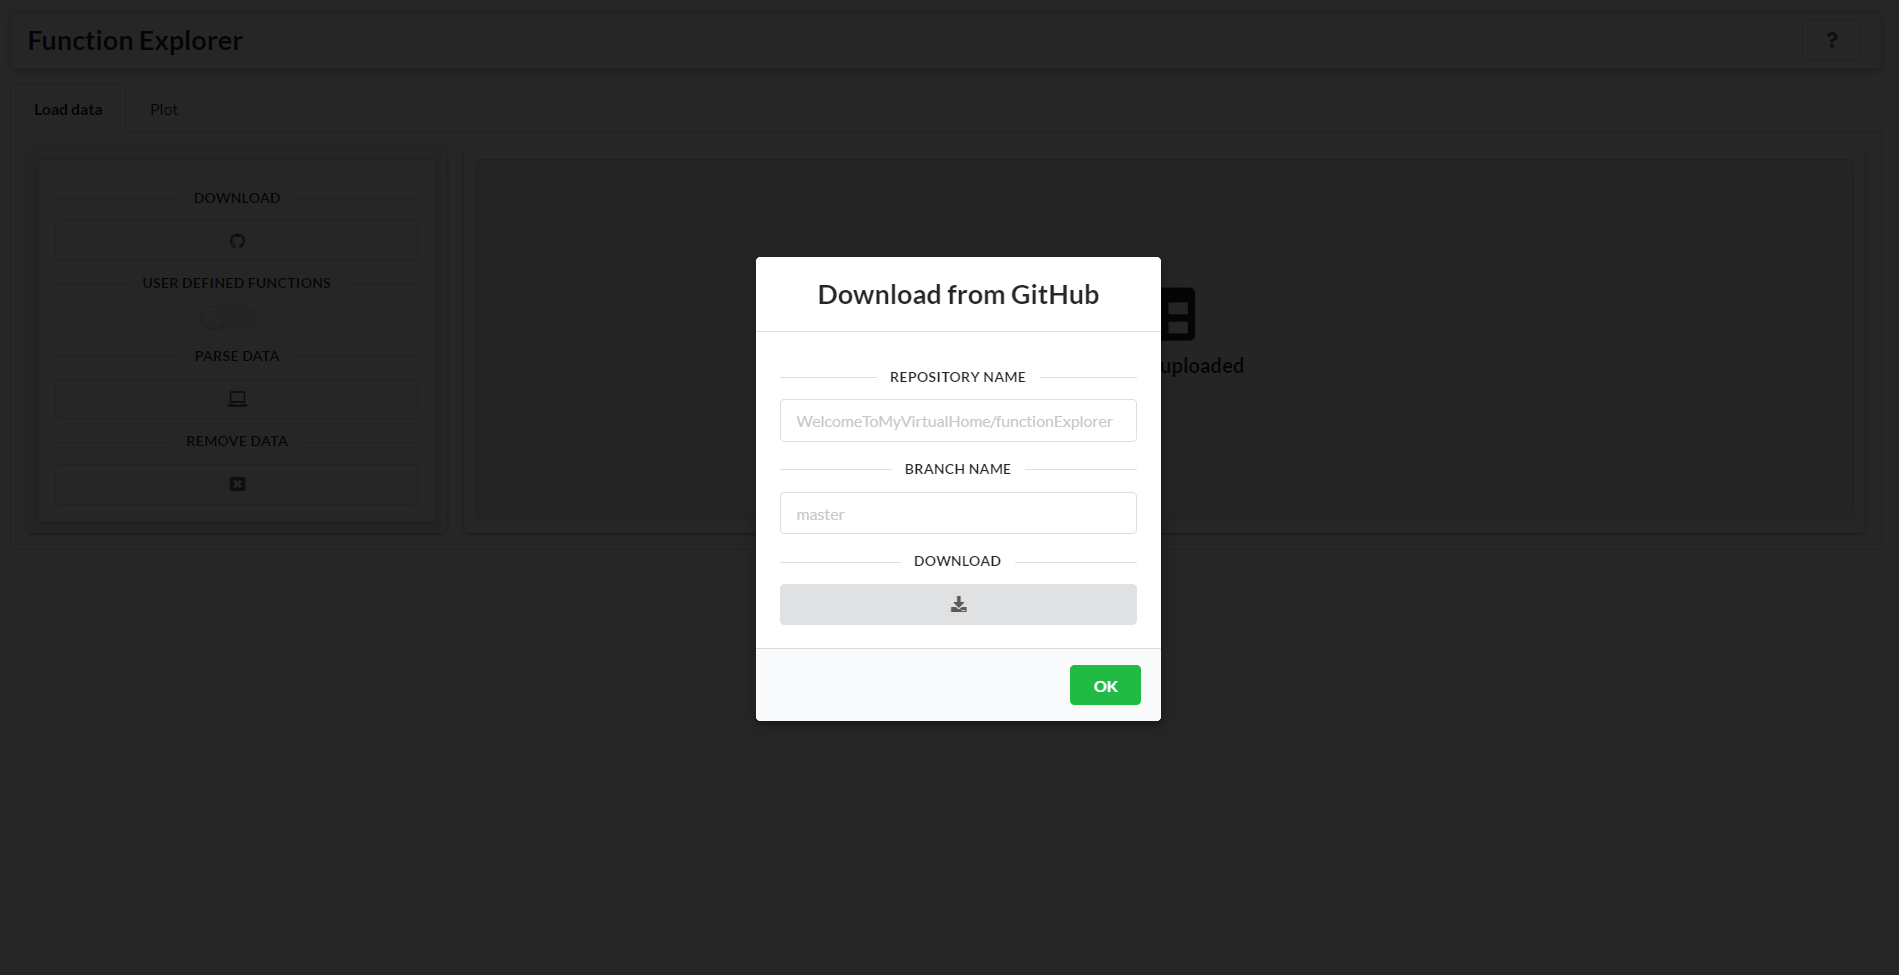 Function Explorer
?
Load data
Plot
DOWNLOAD
USER DEFINED FUNCTIONS
PARSE DATA
REMOVE DATA
uploaded
Download from GitHub
REPOSITORY NAME
WelcomeToMyVirtualHome/functionExplorer
BRANCH NAME
master
DOWNLOAD
OK